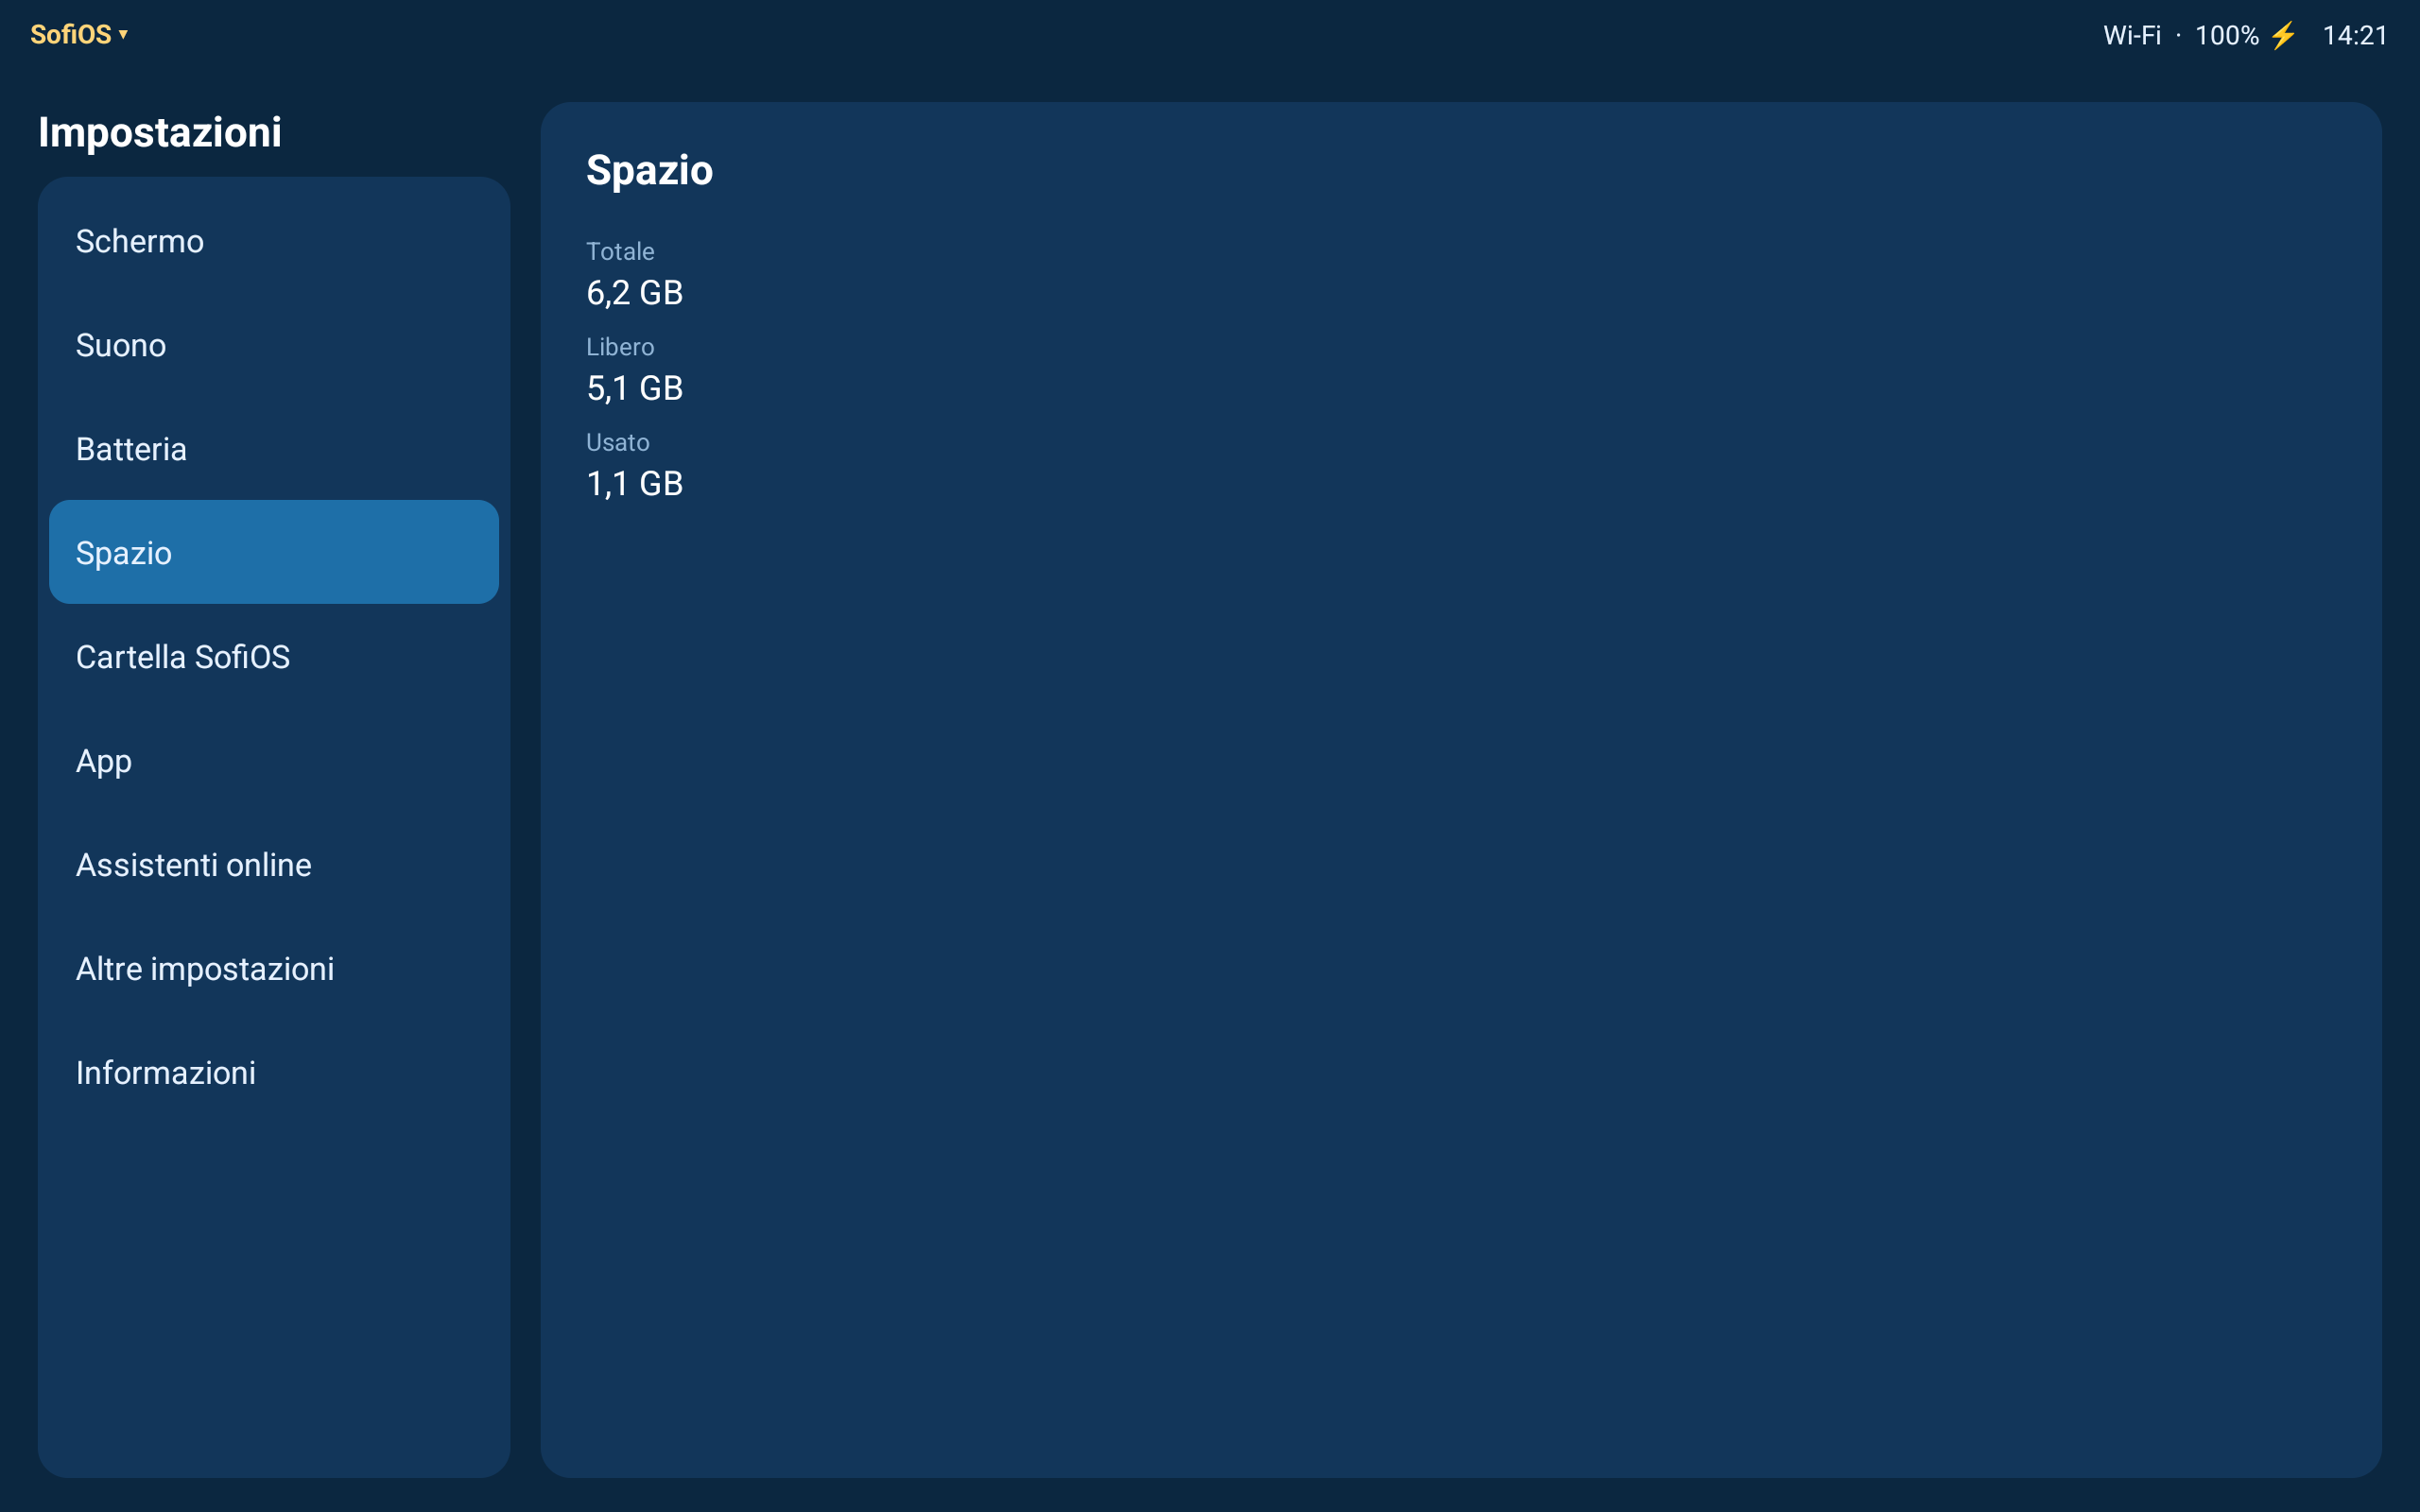 SofiOS ▾
Wi-Fi · 100% ⚡ 14:21
Impostazioni
Schermo
Suono
Batteria
Spazio
Cartella SofiOS
App
Assistenti online
Altre impostazioni
Informazioni
Spazio
Totale
6,2 GB
Libero
5,1 GB
Usato
1,1 GB